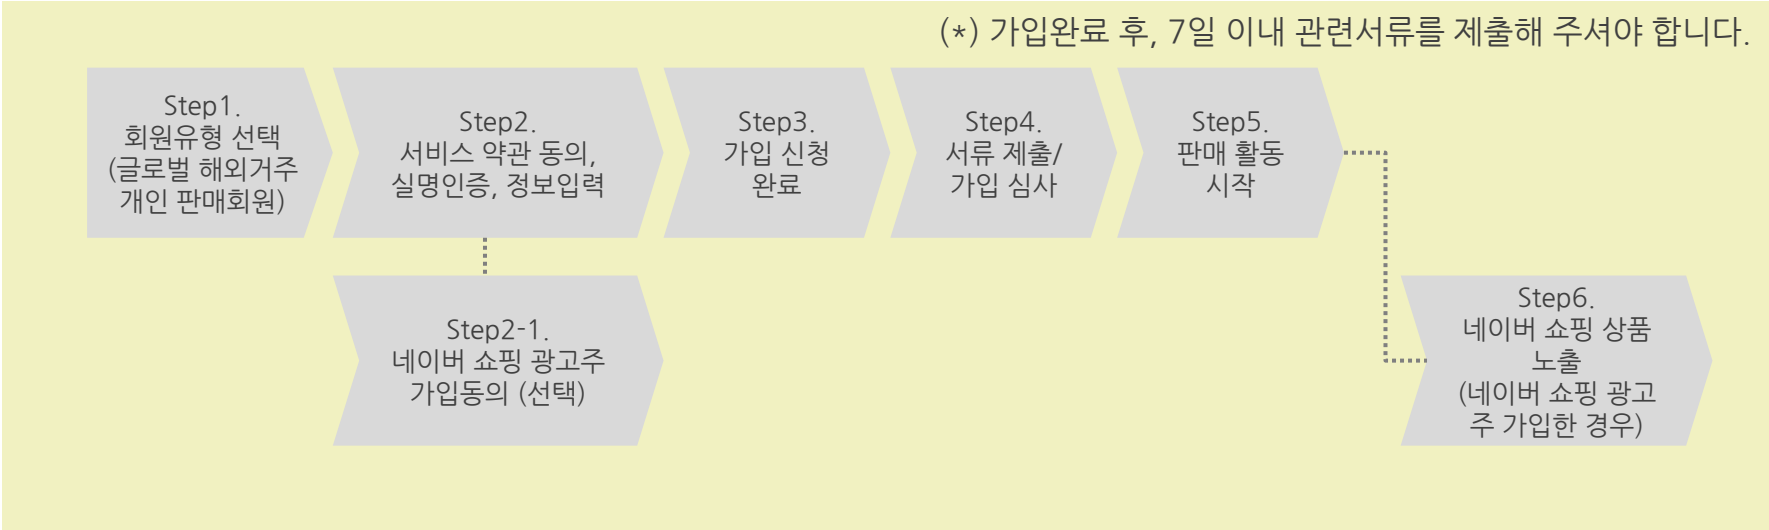 (*) 가입완료 후, 7일 이내 관련서류를 제출해 주셔야 합니다.
Step1.
회원유형 선택
(글로벌 해외거주
개인 판매회원)
Step2.
서비스 약관 동의,
실명인증, 정보입력
Step3.
가입 신청
완료
Step4.
서류 제출/
가입 심사
Step5.
판매 활동
시작
Step2-1.
네이버 쇼핑 광고주
가입동의 (선택)
Step6.
네이버 쇼핑 상품
노출
(네이버 쇼핑 광고
주 가입한 경우)